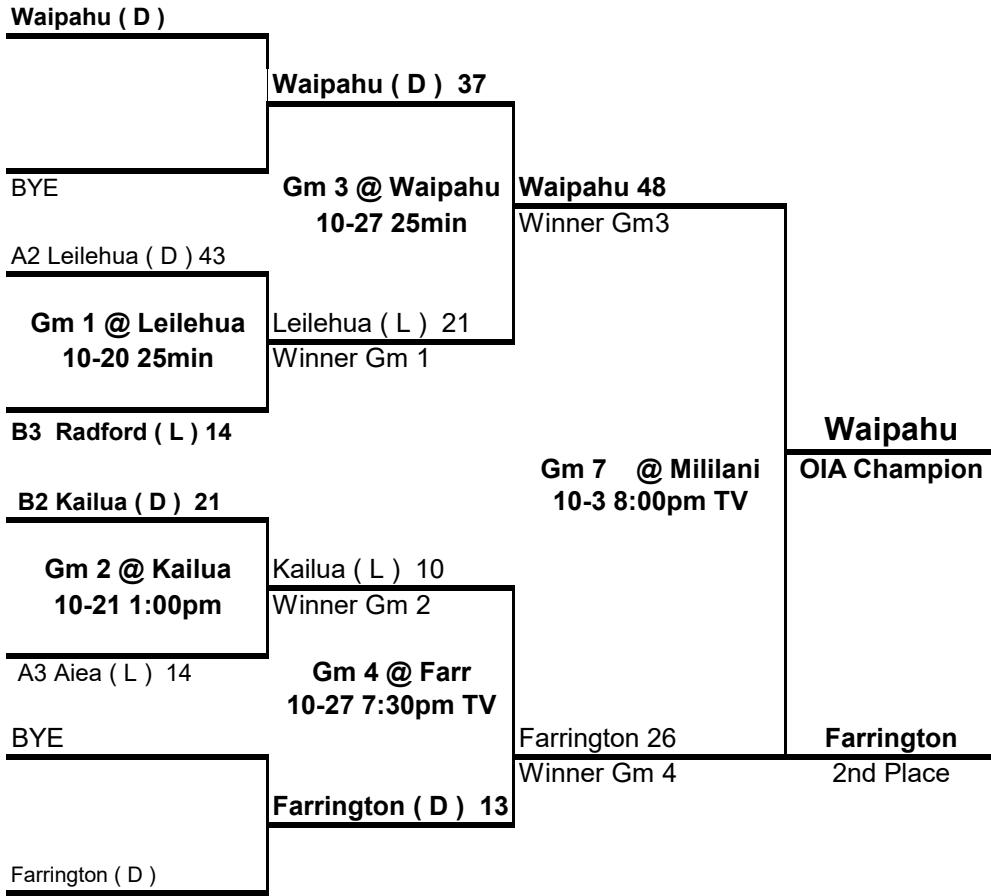 Waipahu ( D )
Waipahu ( D ) 37
BYE
Gm 3 @ Waipahu
10-27 25min
Waipahu 48
Winner Gm3
A2 Leilehua ( D ) 43
Gm 1 @ Leilehua
10-20 25min
Leilehua ( L ) 21
Winner Gm 1
B3 Radford ( L ) 14
Waipahu
OIA Champion
Gm 7 @ Mililani
10-3 8:00pm TV
B2 Kailua ( D ) 21
Gm 2 @ Kailua
10-21 1:00pm
Kailua ( L ) 10
Winner Gm 2
A3 Aiea ( L ) 14
Gm 4 @ Farr
10-27 7:30pm TV
BYE
Farrington 26
Winner Gm 4
Farrington
2nd Place
Farrington ( D ) 13
Farrington ( D )